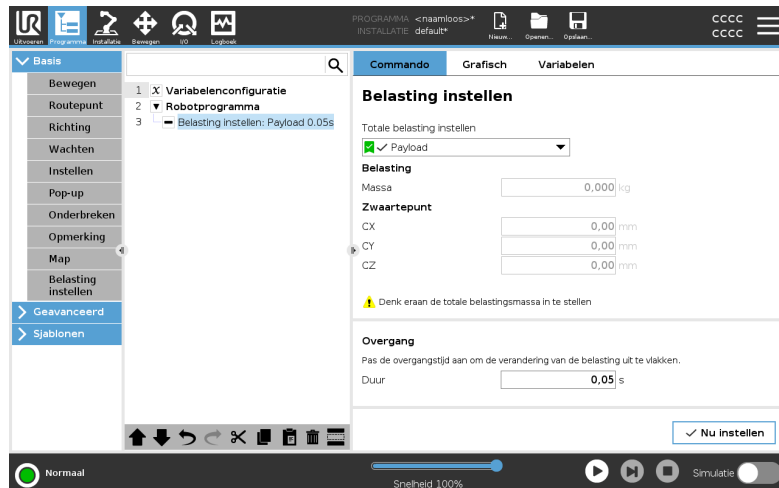 UR
Uitvoeren Programma Installatie Bewegen I/O Logboek
PROGRAMMA <naamloos>*
INSTALLATIE default*
Nieuw... Openen... Opslaan...
cccc
cccc
Basis
Bewegen
Routepunt
Richting
Wachten
Instellen
Pop-up
Onderbreken
Opmerking
Map
Belasting
instellen
Geavanceerd
Sjablonen
1 X Variabelenconfiguratie
2 Robotprogramma
3 Belasting instellen: Payload 0.05s
Commando Grafisch Variabelen
Belasting instellen
Totale belasting instellen
Payload
Belasting
Massa 0,000 kg
Zwaartepunt
CX 0,00 mm
CY 0,00 mm
CZ 0,00 mm
Denk eraan de totale belastingsmassa in te stellen
Overgang
Pas de overgangstijd aan om de verandering van de belasting uit te vlakken.
Duur 0,05 s
Nu instellen
Normaal
Snelheid 100%
Simulatie